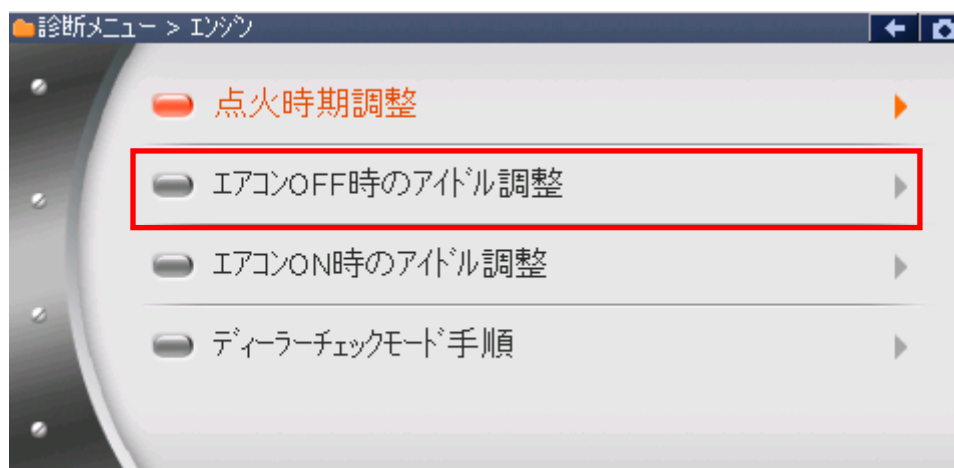 診断メニュー > エンジン
点火時期調整
エアコンOFF時のアイドル調整
エアコンON時のアイドル調整
ディーラーチェックモード手順